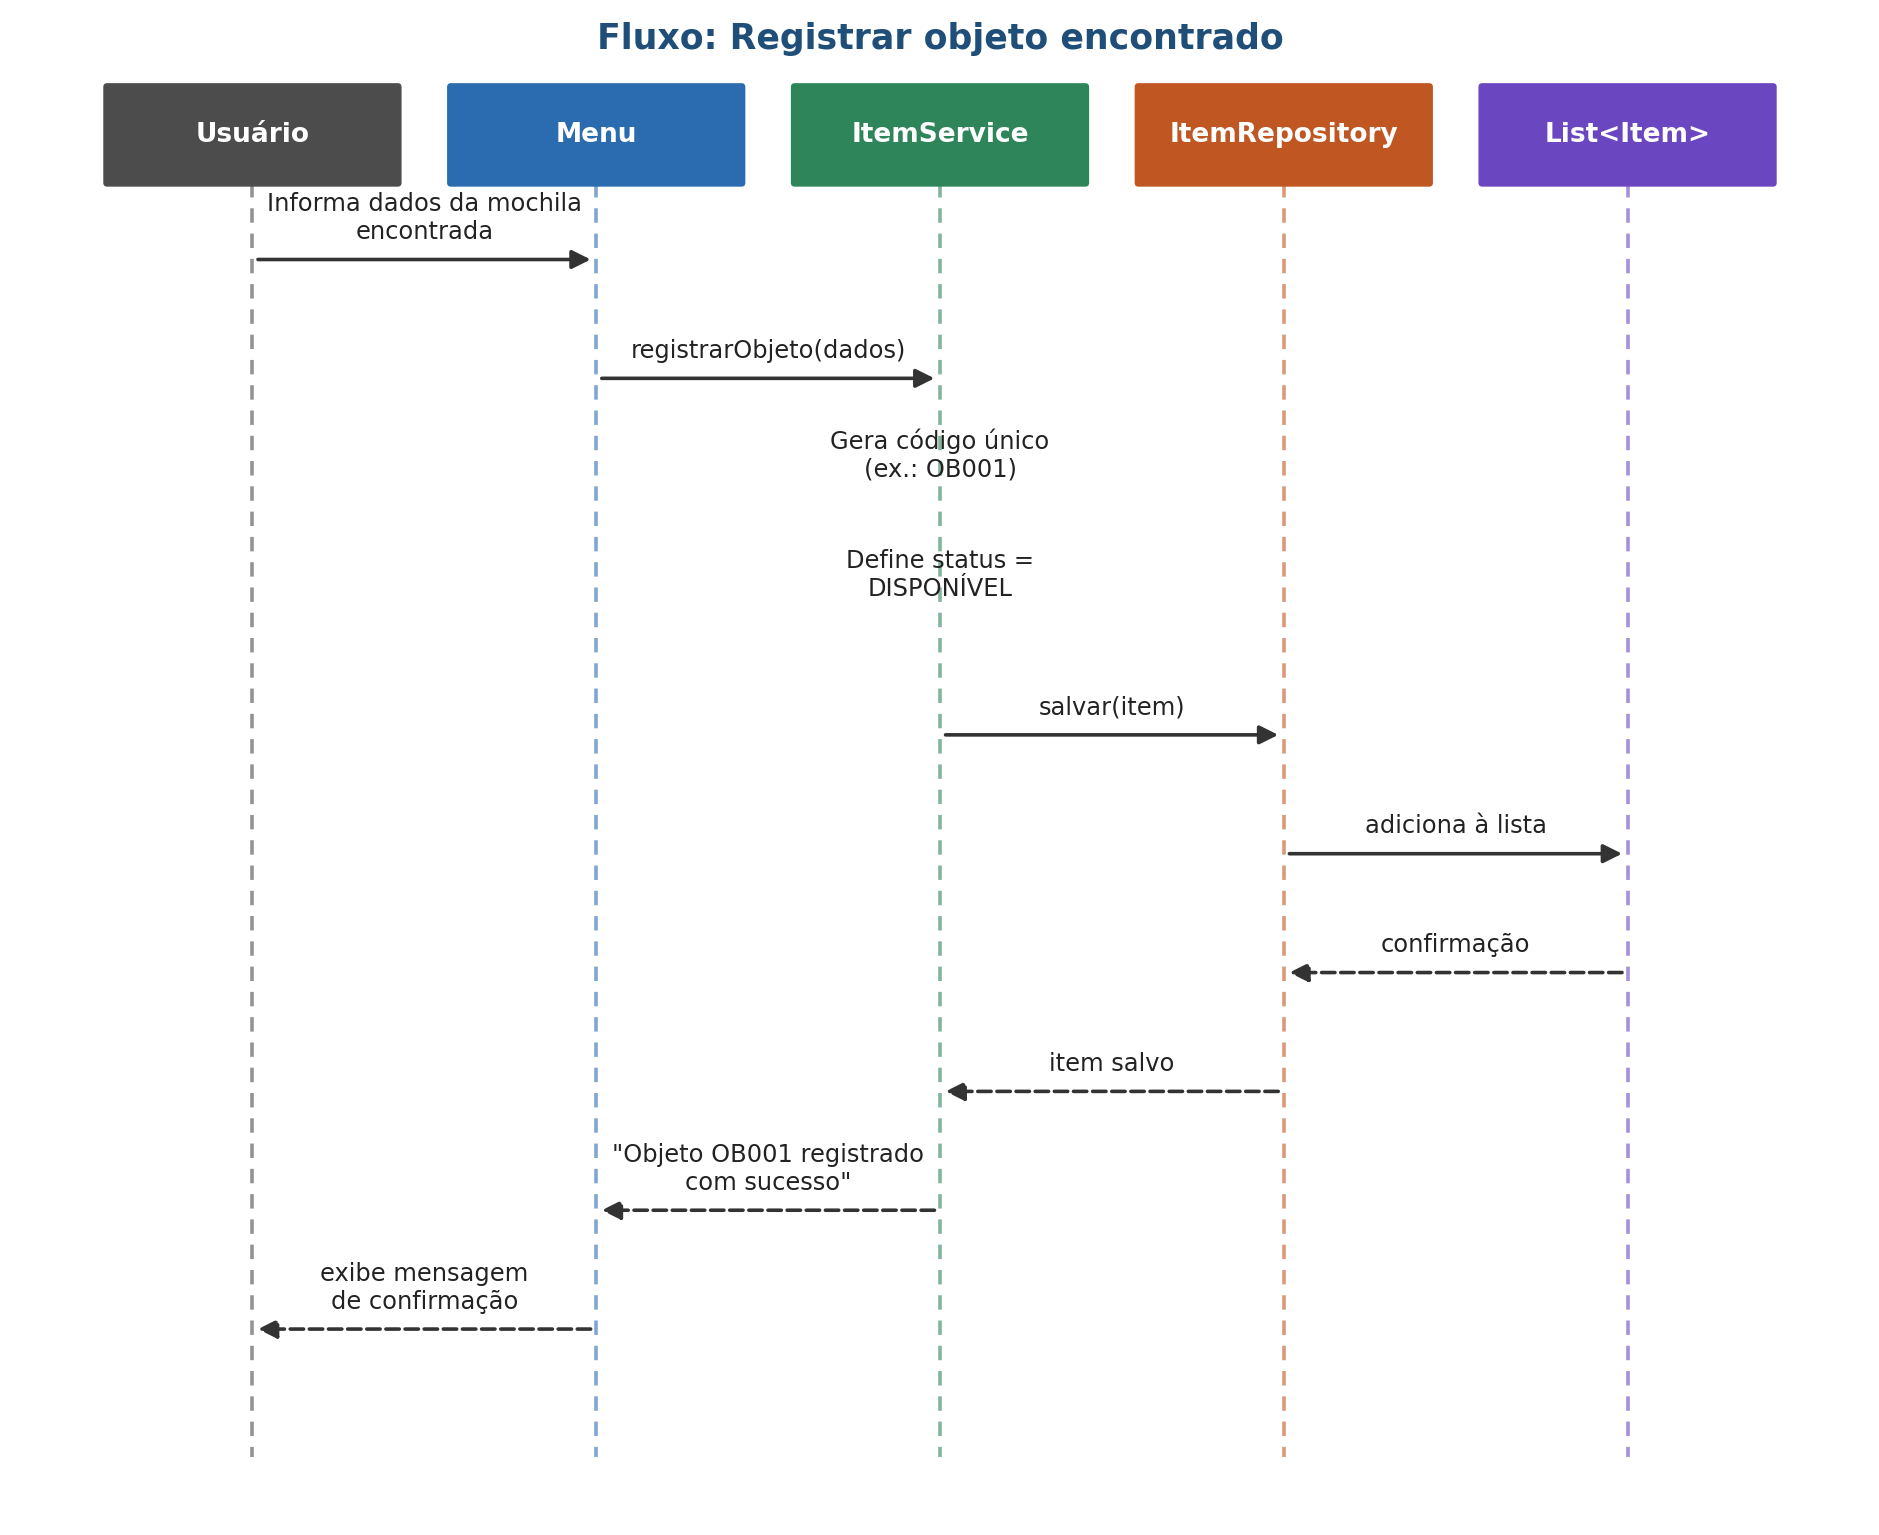 Fluxo: Registrar objeto encontrado
Usuário
Menu
ItemService
ItemRepository
List<Item>
Informa dados da mochila
encontrada
registrarObjeto(dados)
Gera código único
(ex.: OB001)
Define status =
DISPONÍVEL
salvar(item)
adiciona à lista
confirmação
item salvo
"Objeto OB001 registrado
com sucesso"
exibe mensagem
de confirmação